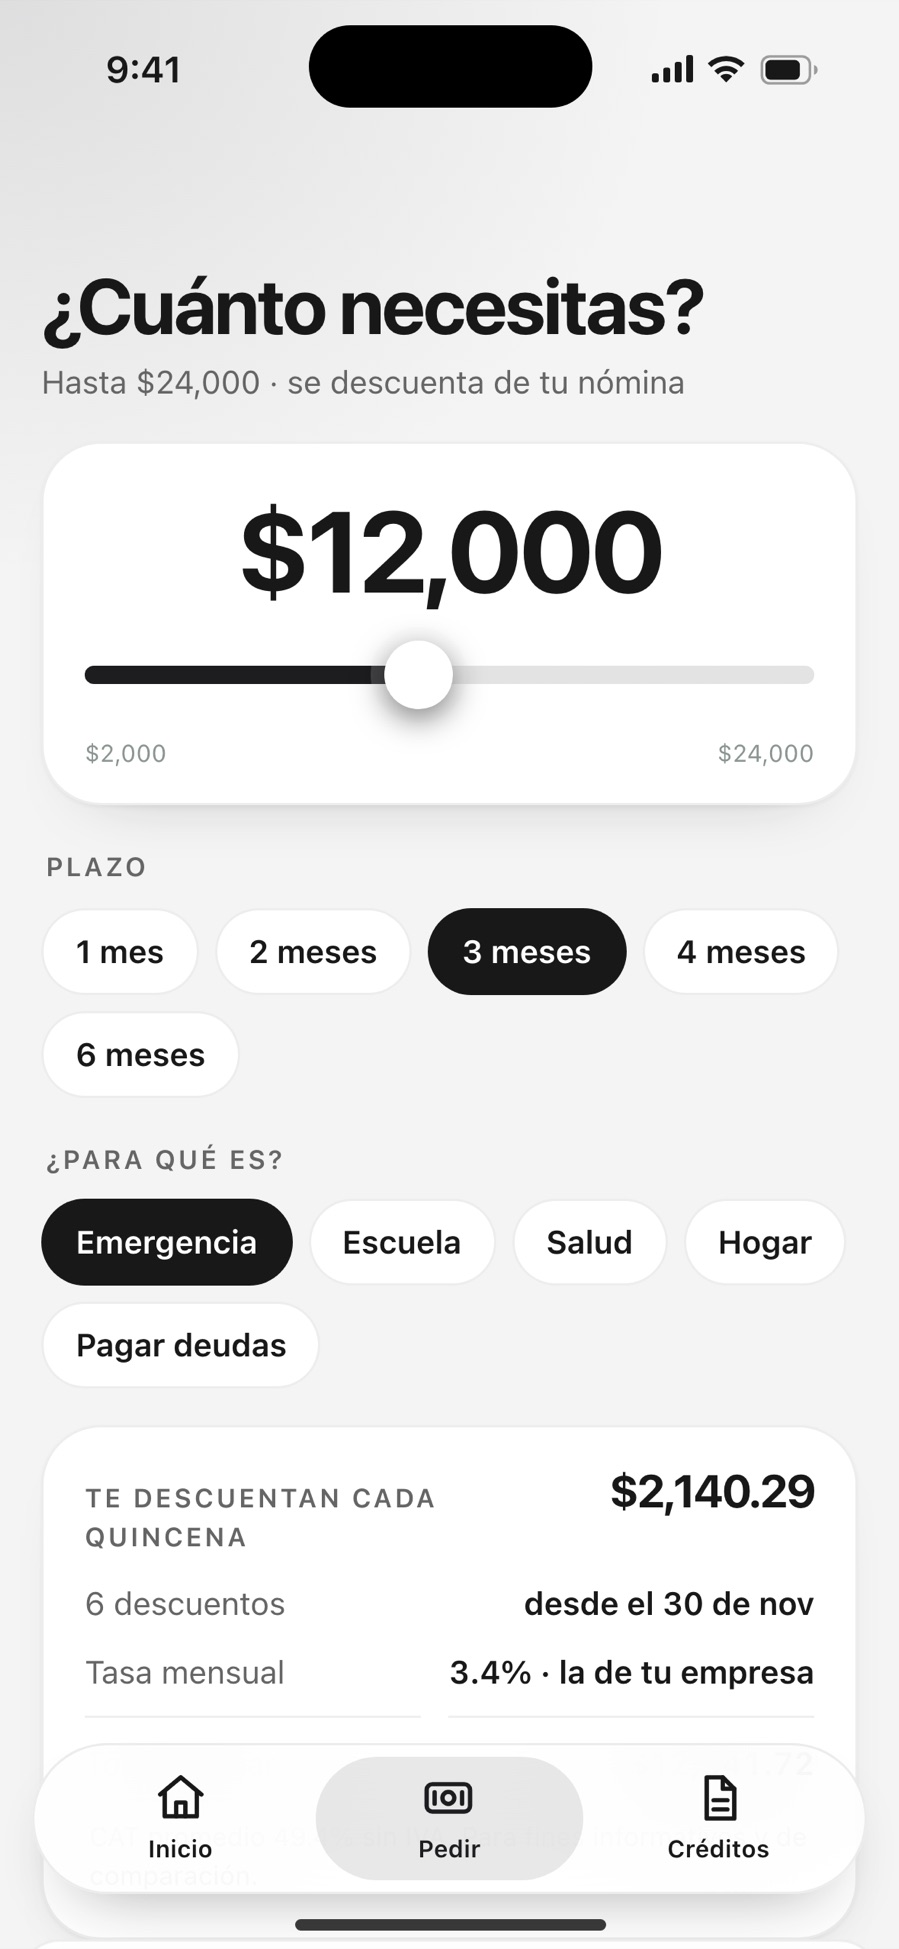 9:41
¿Cuánto necesitas?
Hasta $24,000 · se descuenta de tu nómina
$12,000
$2,000 $24,000
PLAZO
1 mes 2 meses 3 meses 4 meses
6 meses
¿PARA QUÉ ES?
Emergencia Escuela Salud Hogar
Pagar deudas
TE DESCUENTAN CADA $2,140.29
QUINCENA
6 descuentos desde el 30 de nov
Tasa mensual 3.4% · la de tu empresa
comparación.
Inicio Pedir Créditos